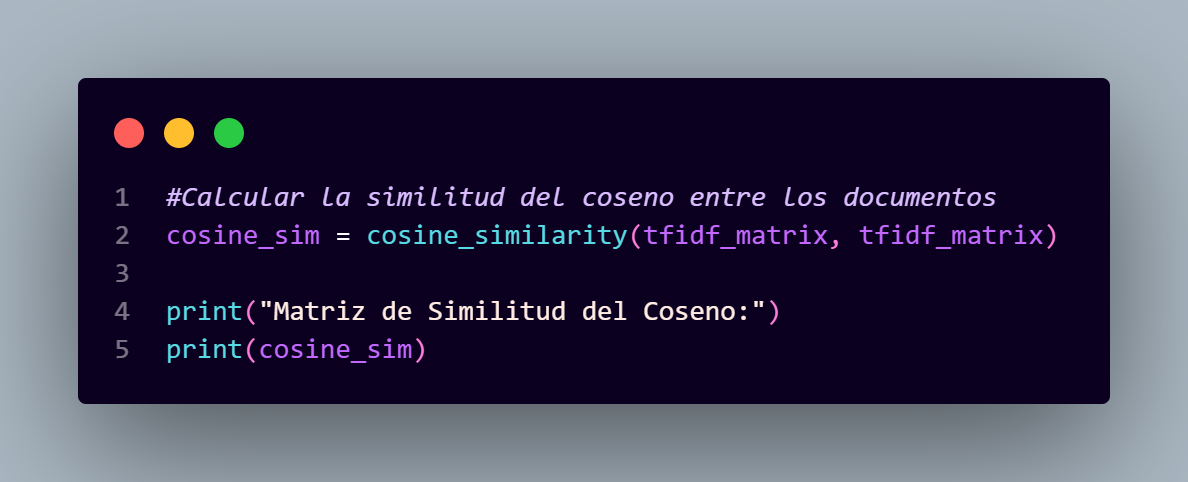 1 #Calcular la similitud del coseno entre los documentos
2 cosine_sim = cosine_similarity(tfidf_matrix, tfidf_matrix)
3
4 print("Matriz de Similitud del Coseno:")
5 print(cosine_sim)